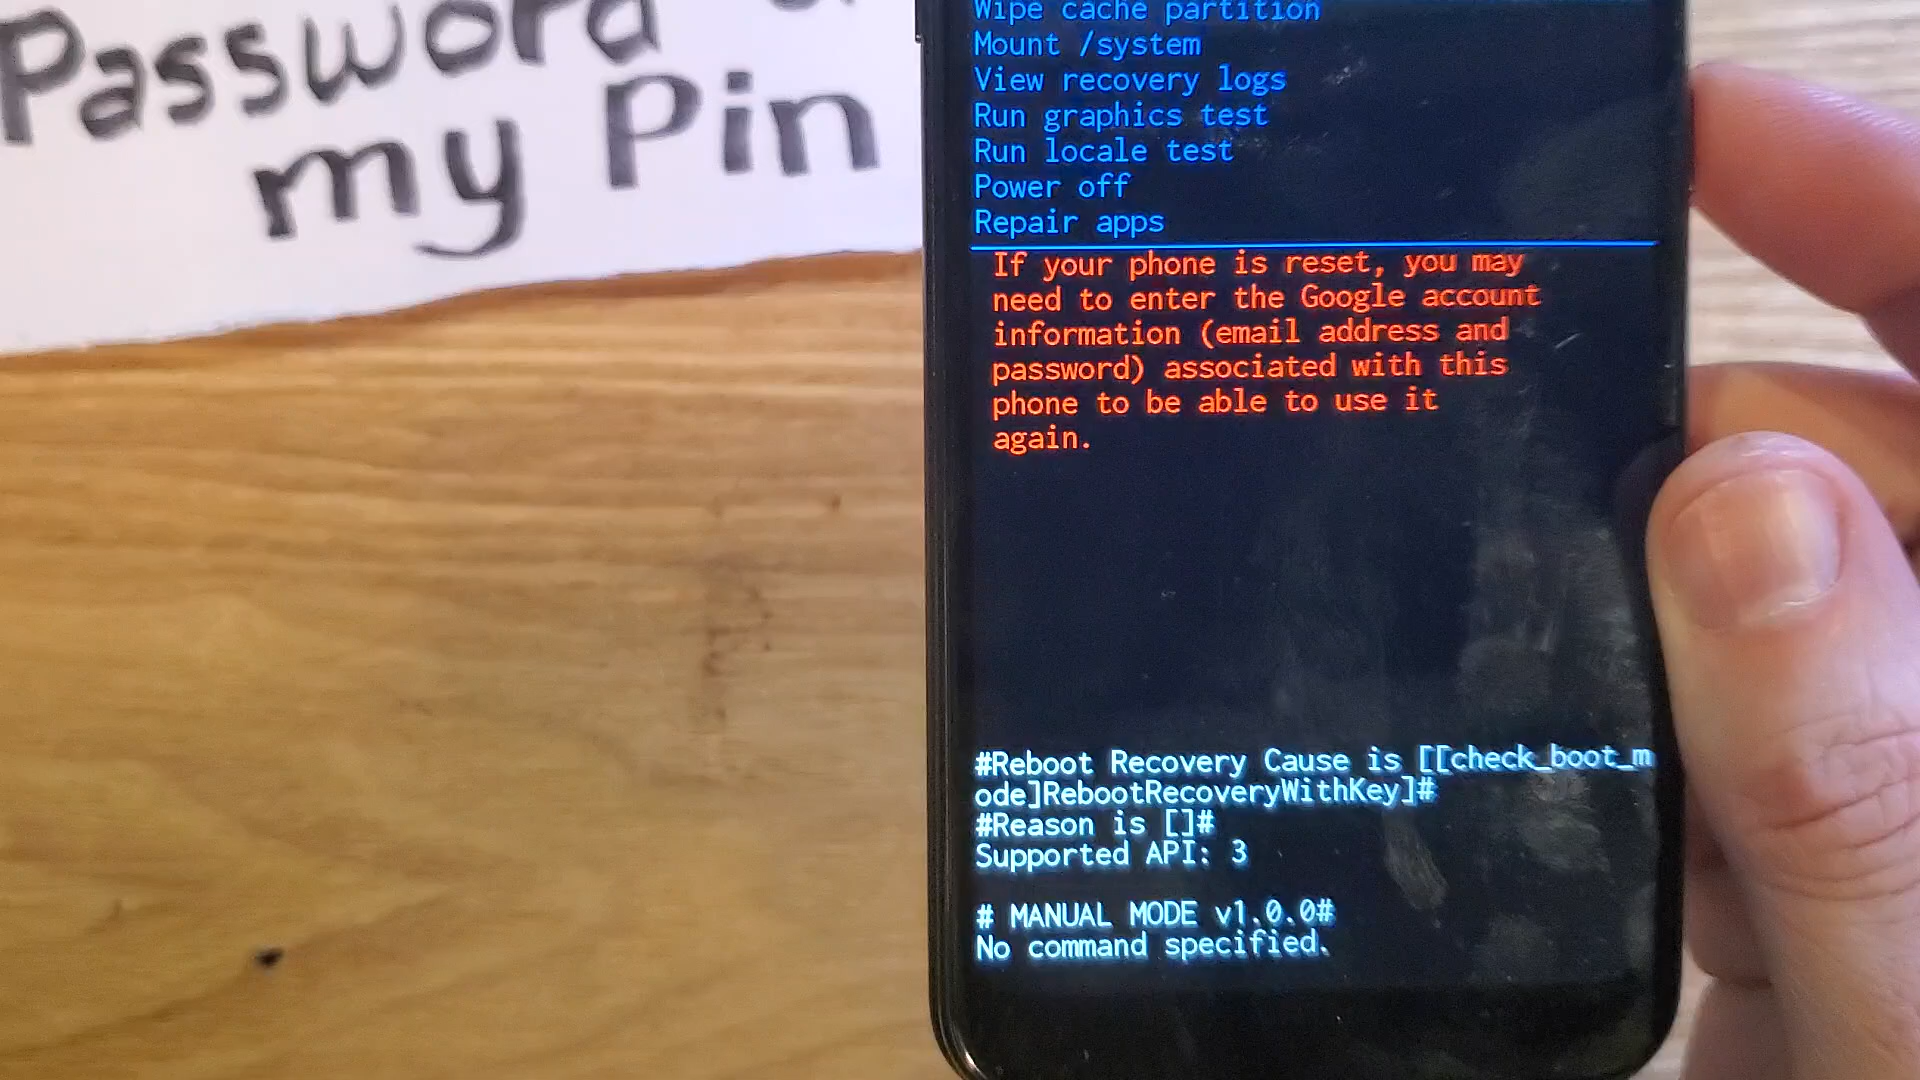 Password
my Pin
Wipe cache partition
Mount /system
View recovery logs
Run graphics test
Run locale test
Power off
Repair apps
If your phone is reset, you may
need to enter the Google account
information (email address and
password) associated with this
phone to be able to use it
again.
#Reboot Recovery Cause is [[check_boot_m
ode]RebootRecoveryWithKey]#
#Reason is []#
Supported API: 3
# MANUAL MODE v1.0.0#
No command specified.